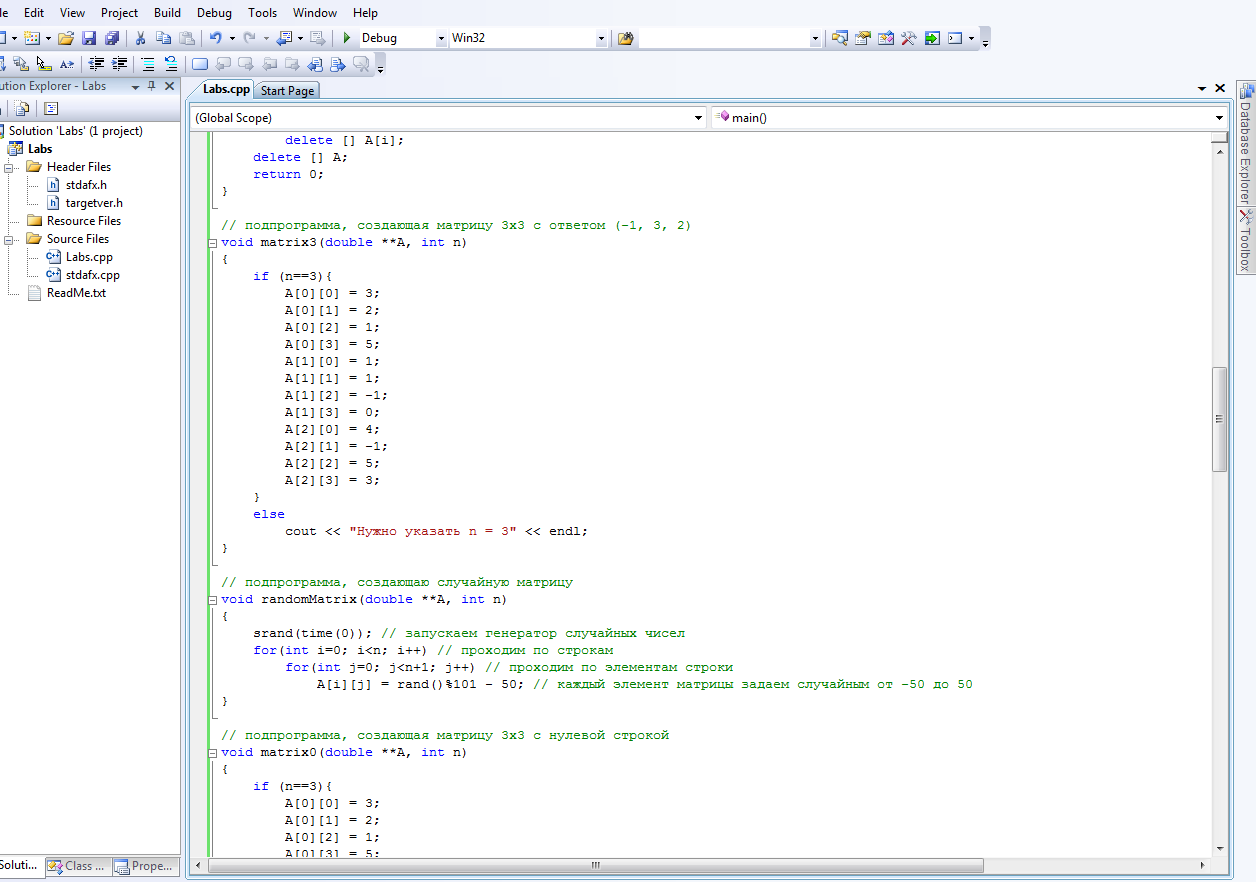 le Edit View Project Build Debug Tools Window Help
Debug Win32
ution Explorer - Labs
Solution 'Labs' (1 project)
Labs
Header Files
stdafx.h
targetver.h
Resource Files
Source Files
Labs.cpp
stdafx.cpp
ReadMe.txt
Soluti... Class ... Prope...
Labs.cpp Start Page
(Global Scope) main()
delete [] A[i];
delete [] A;
return 0;
}
// подпрограмма, создающая матрицу 3x3 с ответом (-1, 3, 2)
void matrix3(double **A, int n)
{
if (n==3){
A[0][0] = 3;
A[0][1] = 2;
A[0][2] = 1;
A[0][3] = 5;
A[1][0] = 1;
A[1][1] = 1;
A[1][2] = -1;
A[1][3] = 0;
A[2][0] = 4;
A[2][1] = -1;
A[2][2] = 5;
A[2][3] = 3;
}
else
cout << "Нужно указать n = 3" << endl;
}
// подпрограмма, создающаю случайную матрицу
void randomMatrix(double **A, int n)
{
srand(time(0)); // запускаем генератор случайных чисел
for(int i=0; i<n; i++) // проходим по строкам
for(int j=0; j<n+1; j++) // проходим по элементам строки
A[i][j] = rand()%101 - 50; // каждый элемент матрицы задаем случайным от -50 до 50
}
// подпрограмма, создающая матрицу 3x3 с нулевой строкой
void matrix0(double **A, int n)
{
if (n==3){
A[0][0] = 3;
A[0][1] = 2;
A[0][2] = 1;
A[0][3] = 5;
Database Explorer
Toolbox